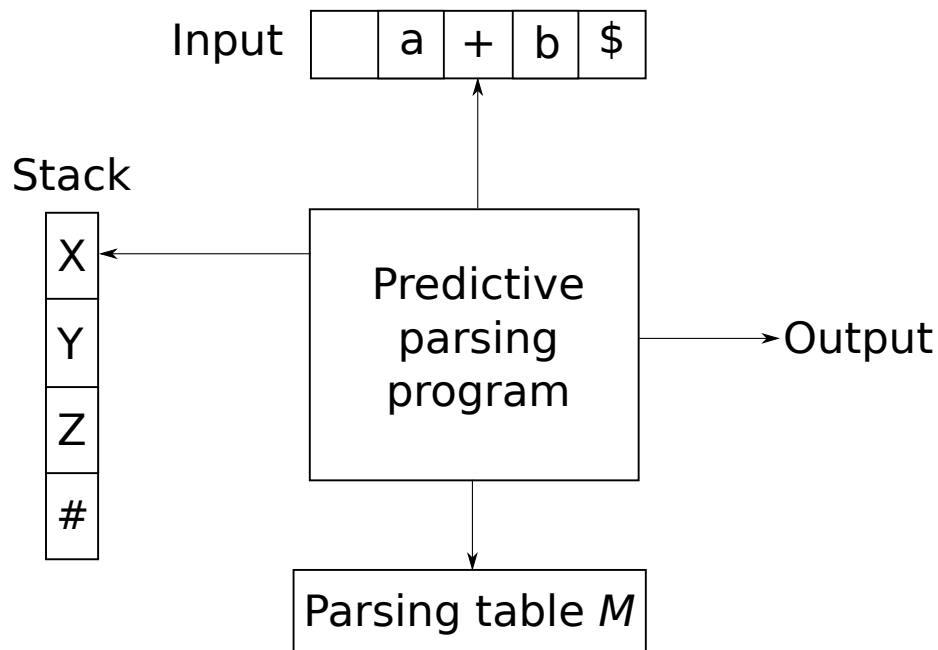 Input a + b $
Stack
X
Y
Z
#
Predictive
parsing
program
Output
Parsing table M